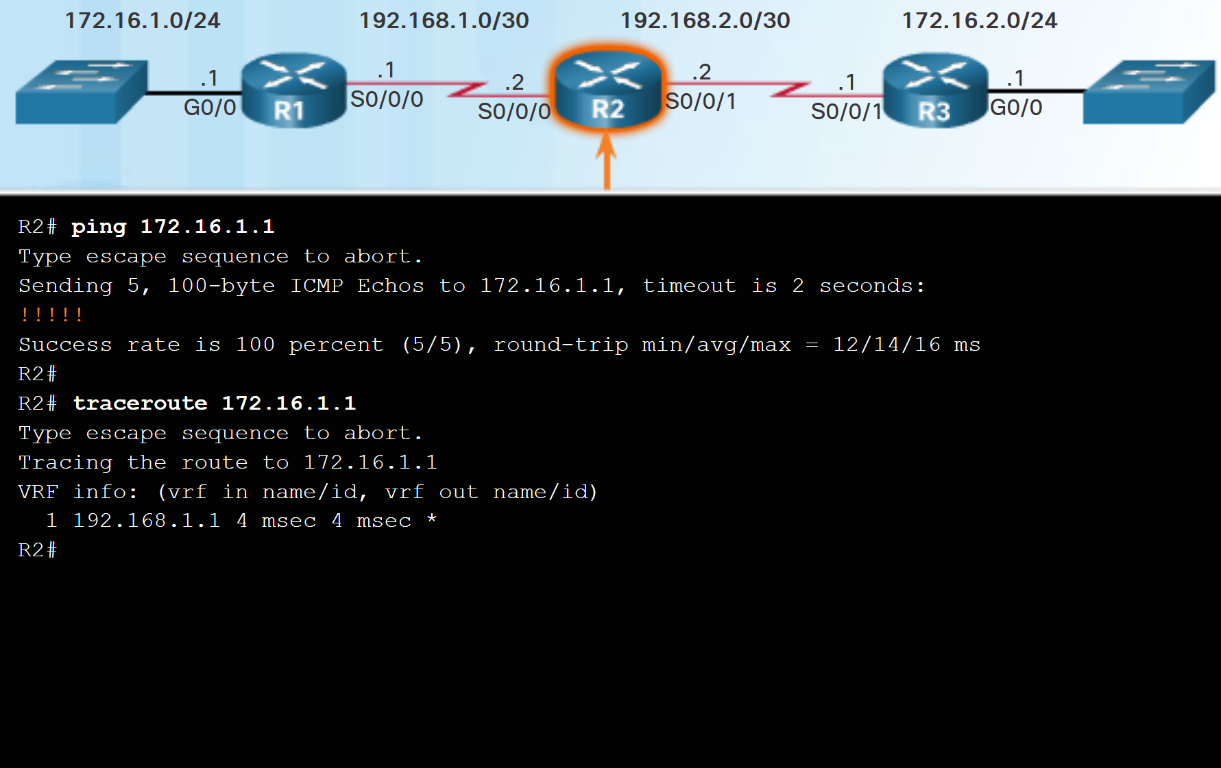 172.16.1.0/24 192.168.1.0/30 192.168.2.0/30 172.16.2.0/24
.1 .1 .2 .2 .1 .1
G0/0 R1 S0/0/0 S0/0/0 R2 S0/0/1 S0/0/1 R3 G0/0
R2# ping 172.16.1.1
Type escape sequence to abort.
Sending 5, 100-byte ICMP Echos to 172.16.1.1, timeout is 2 seconds:
!!!!!
Success rate is 100 percent (5/5), round-trip min/avg/max = 12/14/16 ms
R2#
R2# traceroute 172.16.1.1
Type escape sequence to abort.
Tracing the route to 172.16.1.1
VRF info: (vrf in name/id, vrf out name/id)
1 192.168.1.1 4 msec 4 msec *
R2#